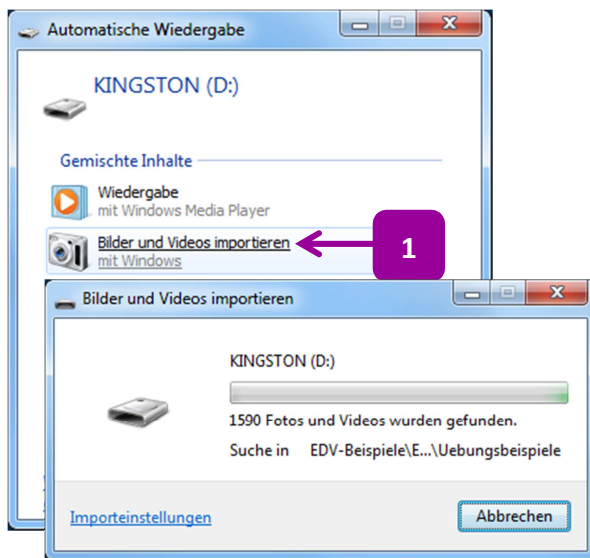 Automatische Wiedergabe
KINGSTON (D:)
Gemischte Inhalte
Wiedergabe
mit Windows Media Player
Bilder und Videos importieren
mit Windows
1
Bilder und Videos importieren
KINGSTON (D:)
1590 Fotos und Videos wurden gefunden.
Suche in EDV-Beispiele\E...\Uebungsbeispiele
Importeinstellungen
Abbrechen